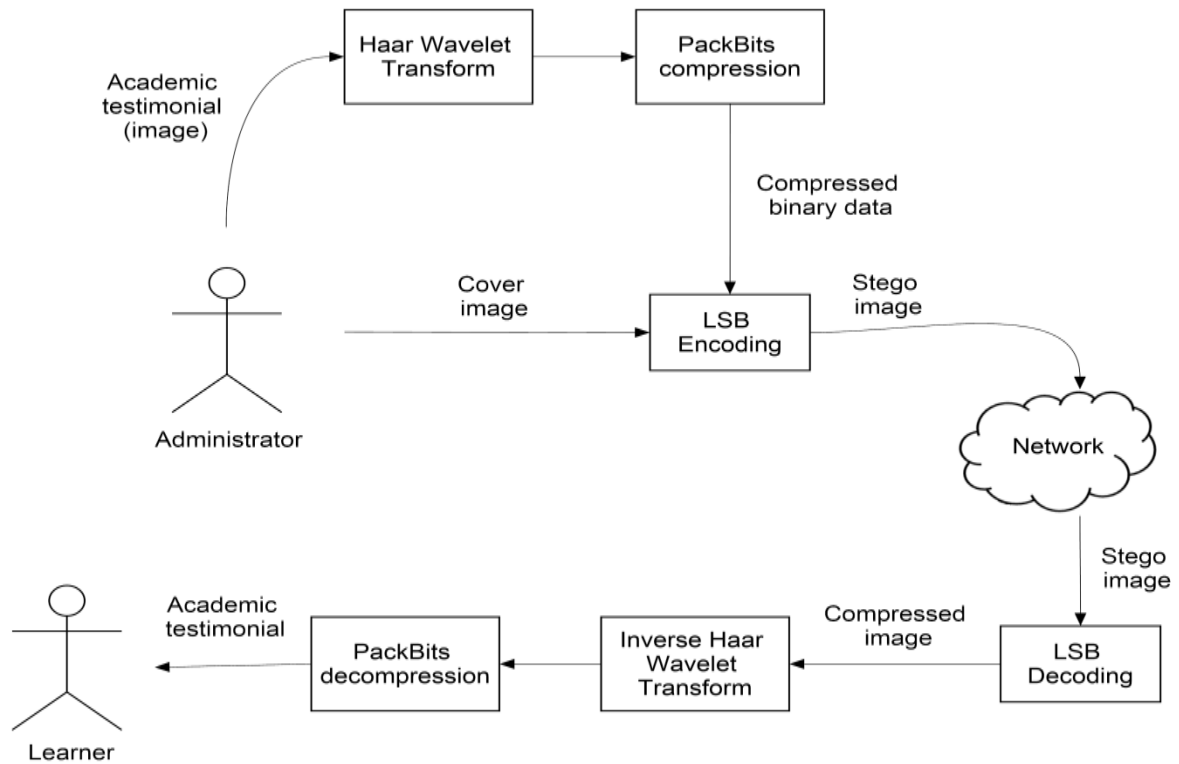 Haar Wavelet
Transform
PackBits
compression
Academic
testimonial
(image)
Compressed
binary data
Cover
image
Stego
image
LSB
Encoding
Administrator
Network
Stego
image
Academic
testimonial
Compressed
image
PackBits
decompression
Inverse Haar
Wavelet
Transform
LSB
Decoding
Learner